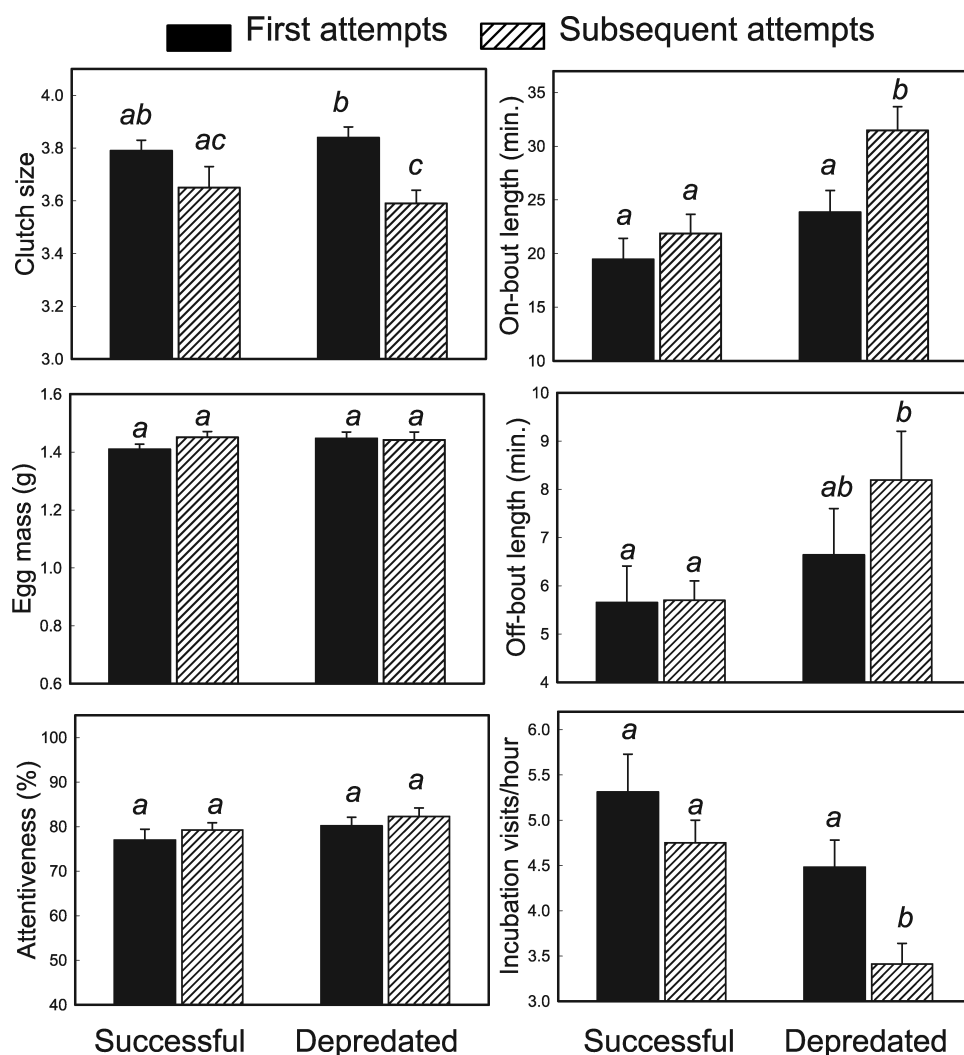 First attempts Subsequent attempts
Clutch size
4.0
3.8
3.6
3.4
3.2
3.0
ab
ac
b
c
On-bout length (min.)
35
30
25
20
15
10
a
a
a
b
Egg mass (g)
1.6
1.4
1.2
1.0
0.8
0.6
a
a
a
a
Off-bout length (min.)
10
9
8
7
6
5
4
a
a
ab
b
Attentiveness (%)
100
90
80
70
60
50
40
a
a
a
a
Successful Depredated
Incubation visits/hour
6.0
5.5
5.0
4.5
4.0
3.5
3.0
a
a
a
b
Successful Depredated